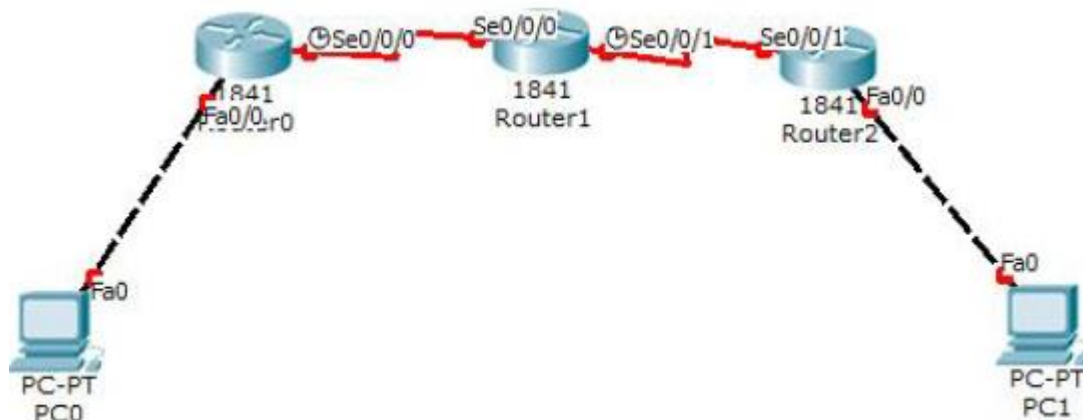 Se0/0/0
Se0/0/0
Se0/0/1
Se0/0/1
1841
Fa0/0
1841
Router1
1841
Router2
Fa0/0
Fa0
PC-PT
PC0
Fa0
PC-PT
PC1